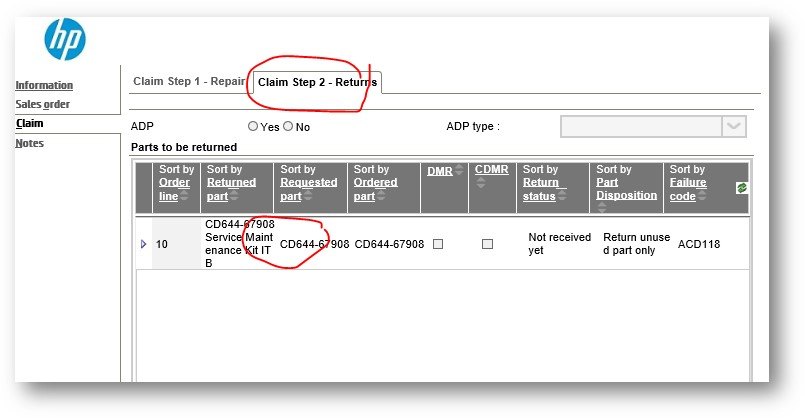 hp
Claim Step 1 - Repair Claim Step 2 - Returns
Information
Sales order
Claim
Notes
ADP Yes No ADP type :
Parts to be returned
Sort by Sort by Sort by Sort by DMR CDMR Sort by Sort by Sort by
Order Returned Requested Ordered Return Part Failure
line part part part status Disposition code
CD644-67908
Service Maint
10 enance Kit IT CD644-67908 CD644-67908 Not received Return unuse ACD118
B yet d part only